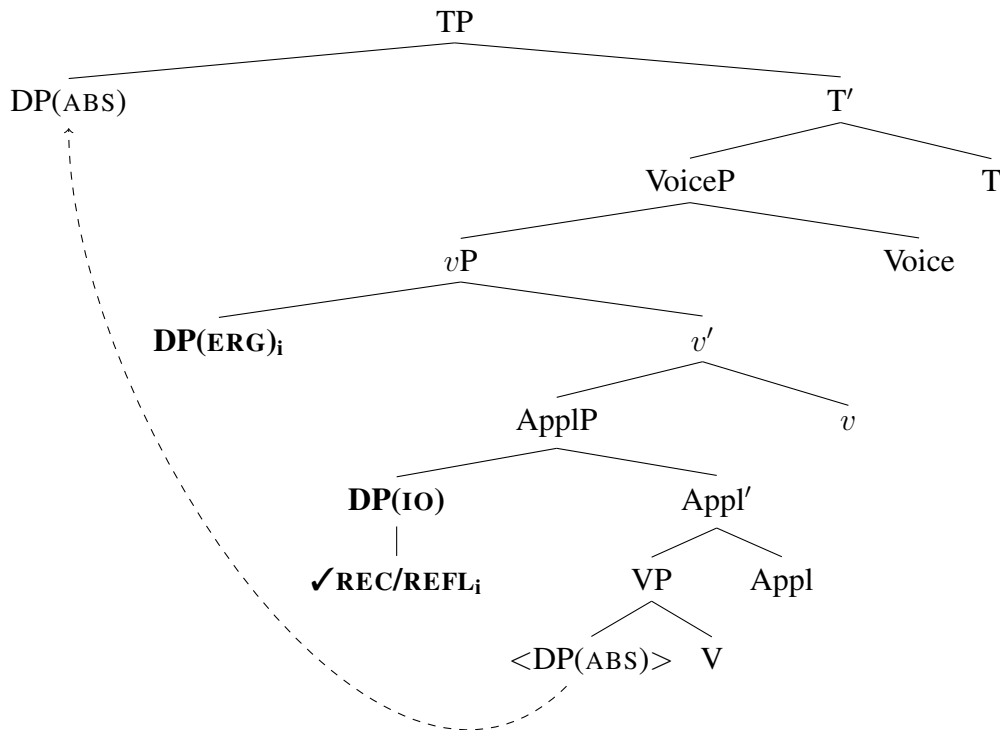 TP
DP(ABS) T′
VoiceP T
vP Voice
DP(ERG)i v′
ApplP v
DP(IO) Appl′
✓REC/REFLi VP Appl
<DP(ABS)> V